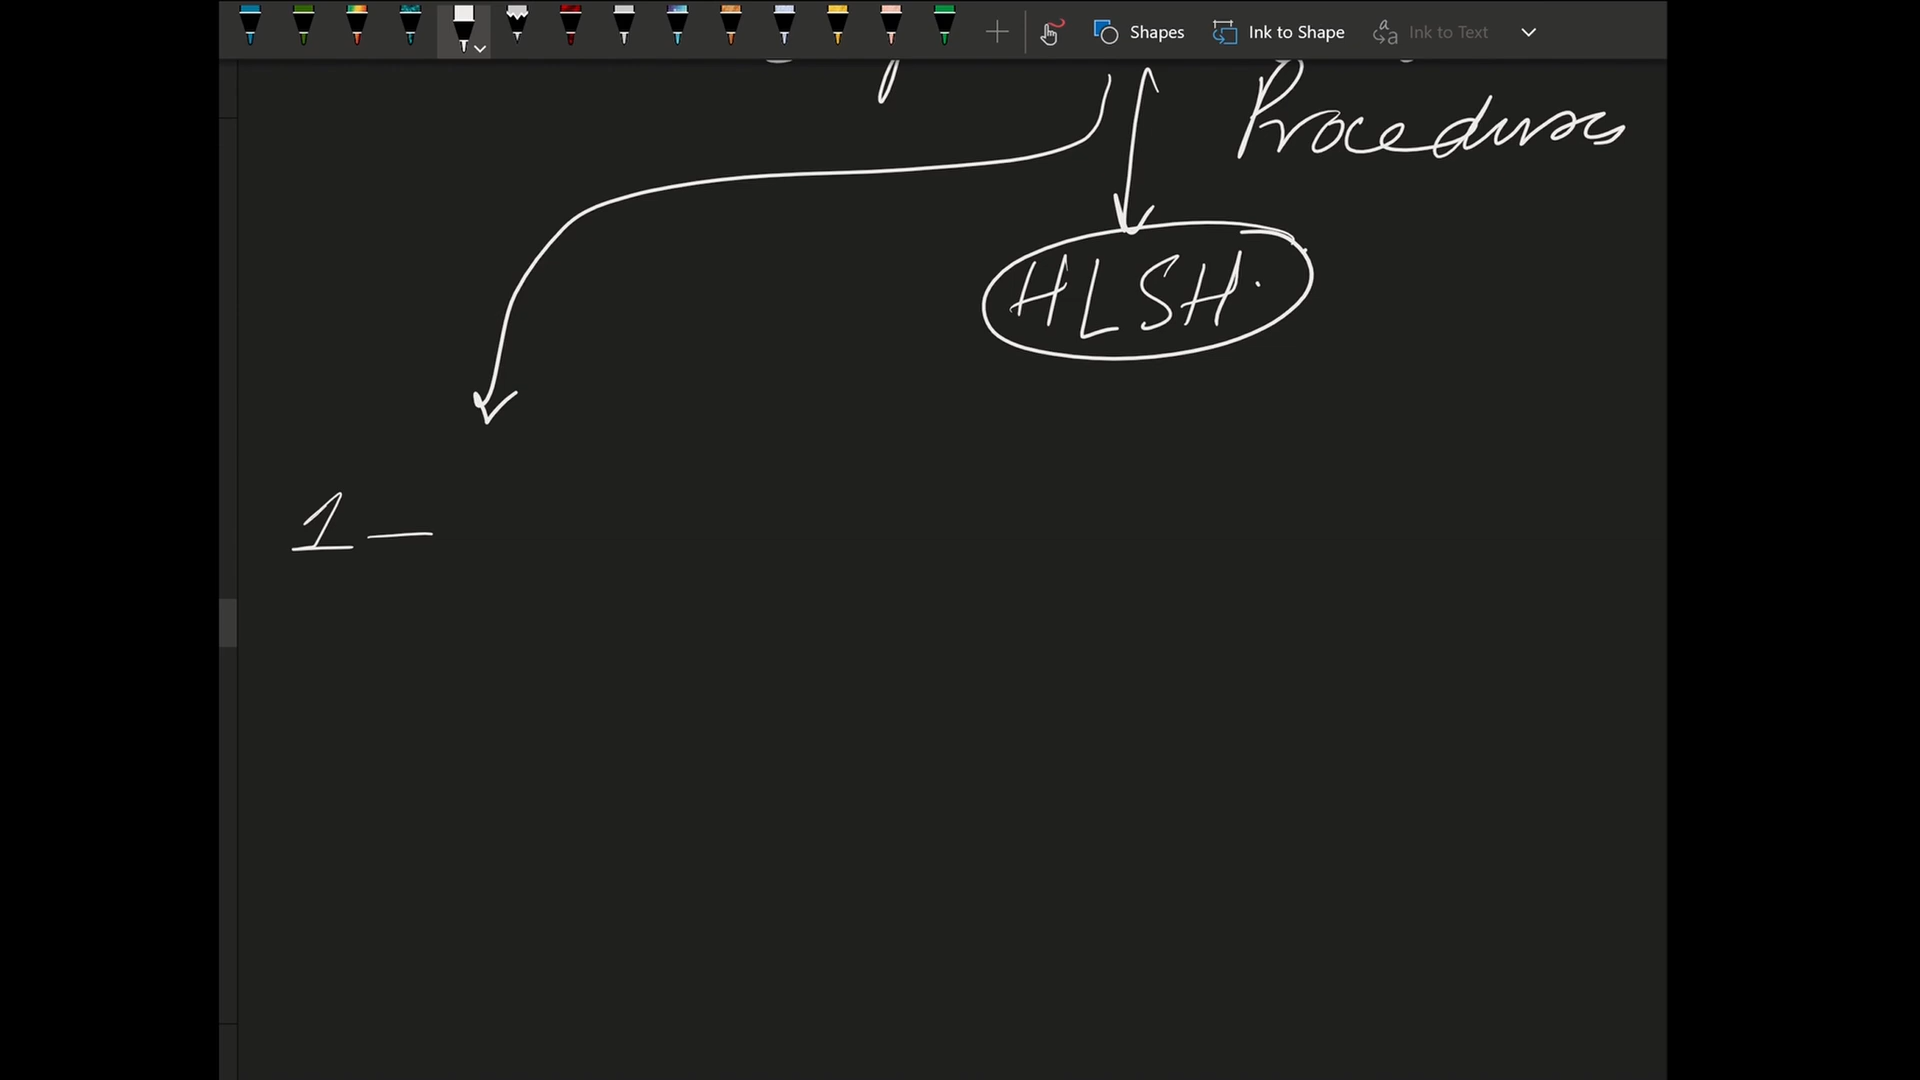 Shapes Ink to Shape Ink to Text
Procedures
HLSH.
1 —